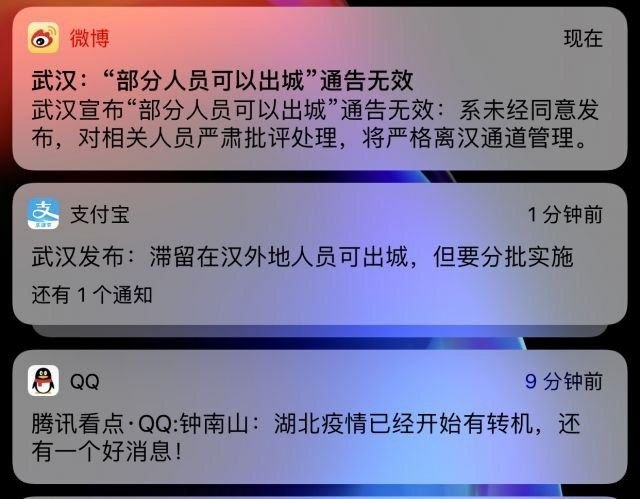 微博 现在
武汉：“部分人员可以出城”通告无效
武汉宣布“部分人员可以出城”通告无效：系未经同意发
布，对相关人员严肃批评处理，将严格离汉通道管理。
支付宝 1 分钟前
武汉发布：滞留在汉外地人员可出城，但要分批实施
还有 1 个通知
QQ 9 分钟前
腾讯看点·QQ:钟南山：湖北疫情已经开始有转机，还
有一个好消息！